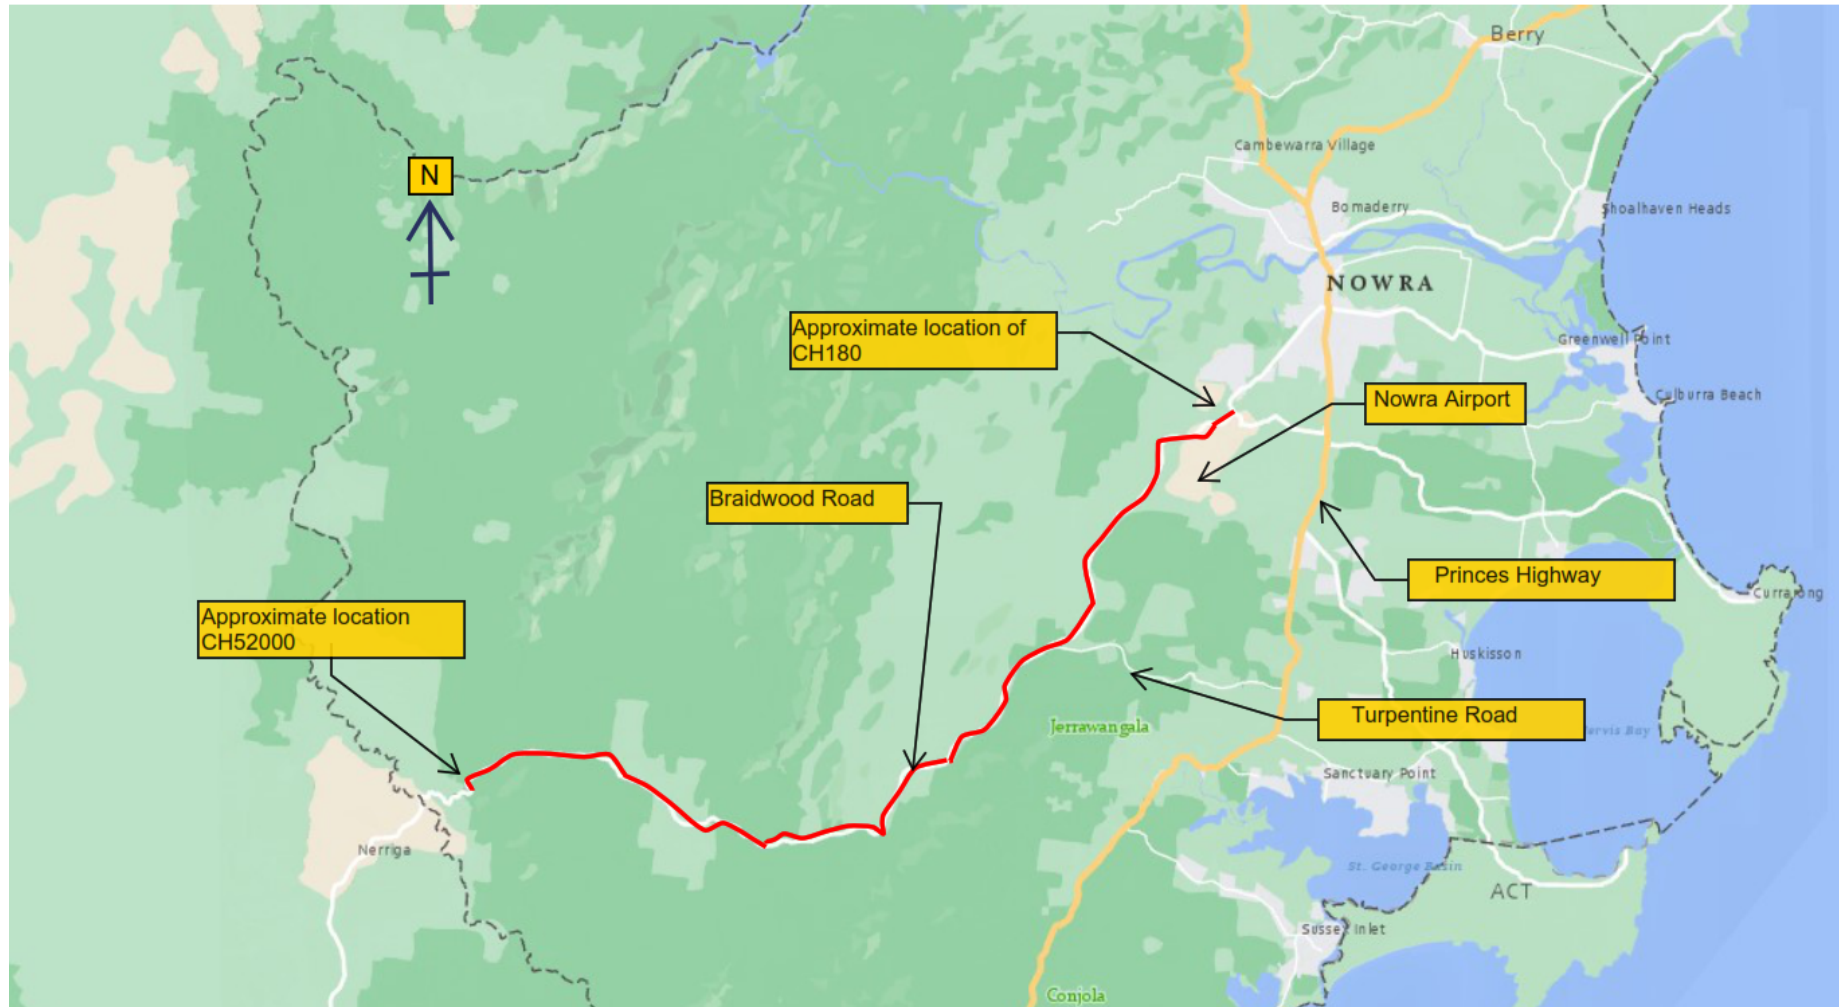 Berry
Cambewarra Village
N
Bomaderry
Shoalhaven Heads
NOWRA
Approximate location of
CH180
Greenwell Point
Nowra Airport
Culburra Beach
Braidwood Road
Princes Highway
Currarong
Approximate location
CH52000
Huskisson
Turpentine Road
Jerrawangala
Jervis Bay
Sanctuary Point
Nerriga
St. George Basin
ACT
Sussex Inlet
Conjola